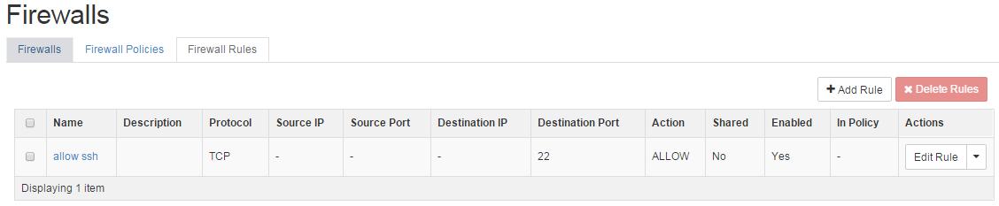 Firewalls
Firewalls Firewall Policies Firewall Rules
+ Add Rule ✖ Delete Rules
Name Description Protocol Source IP Source Port Destination IP Destination Port Action Shared Enabled In Policy Actions
allow ssh TCP - - - 22 ALLOW No Yes - Edit Rule
Displaying 1 item